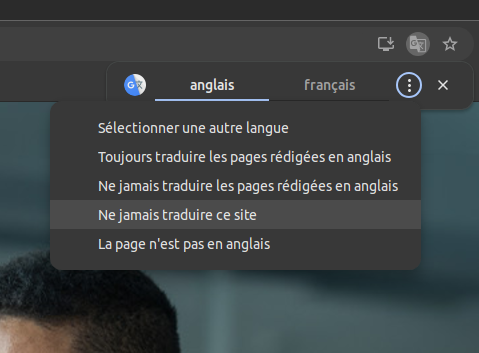 anglais français
Sélectionner une autre langue
Toujours traduire les pages rédigées en anglais
Ne jamais traduire les pages rédigées en anglais
Ne jamais traduire ce site
La page n'est pas en anglais